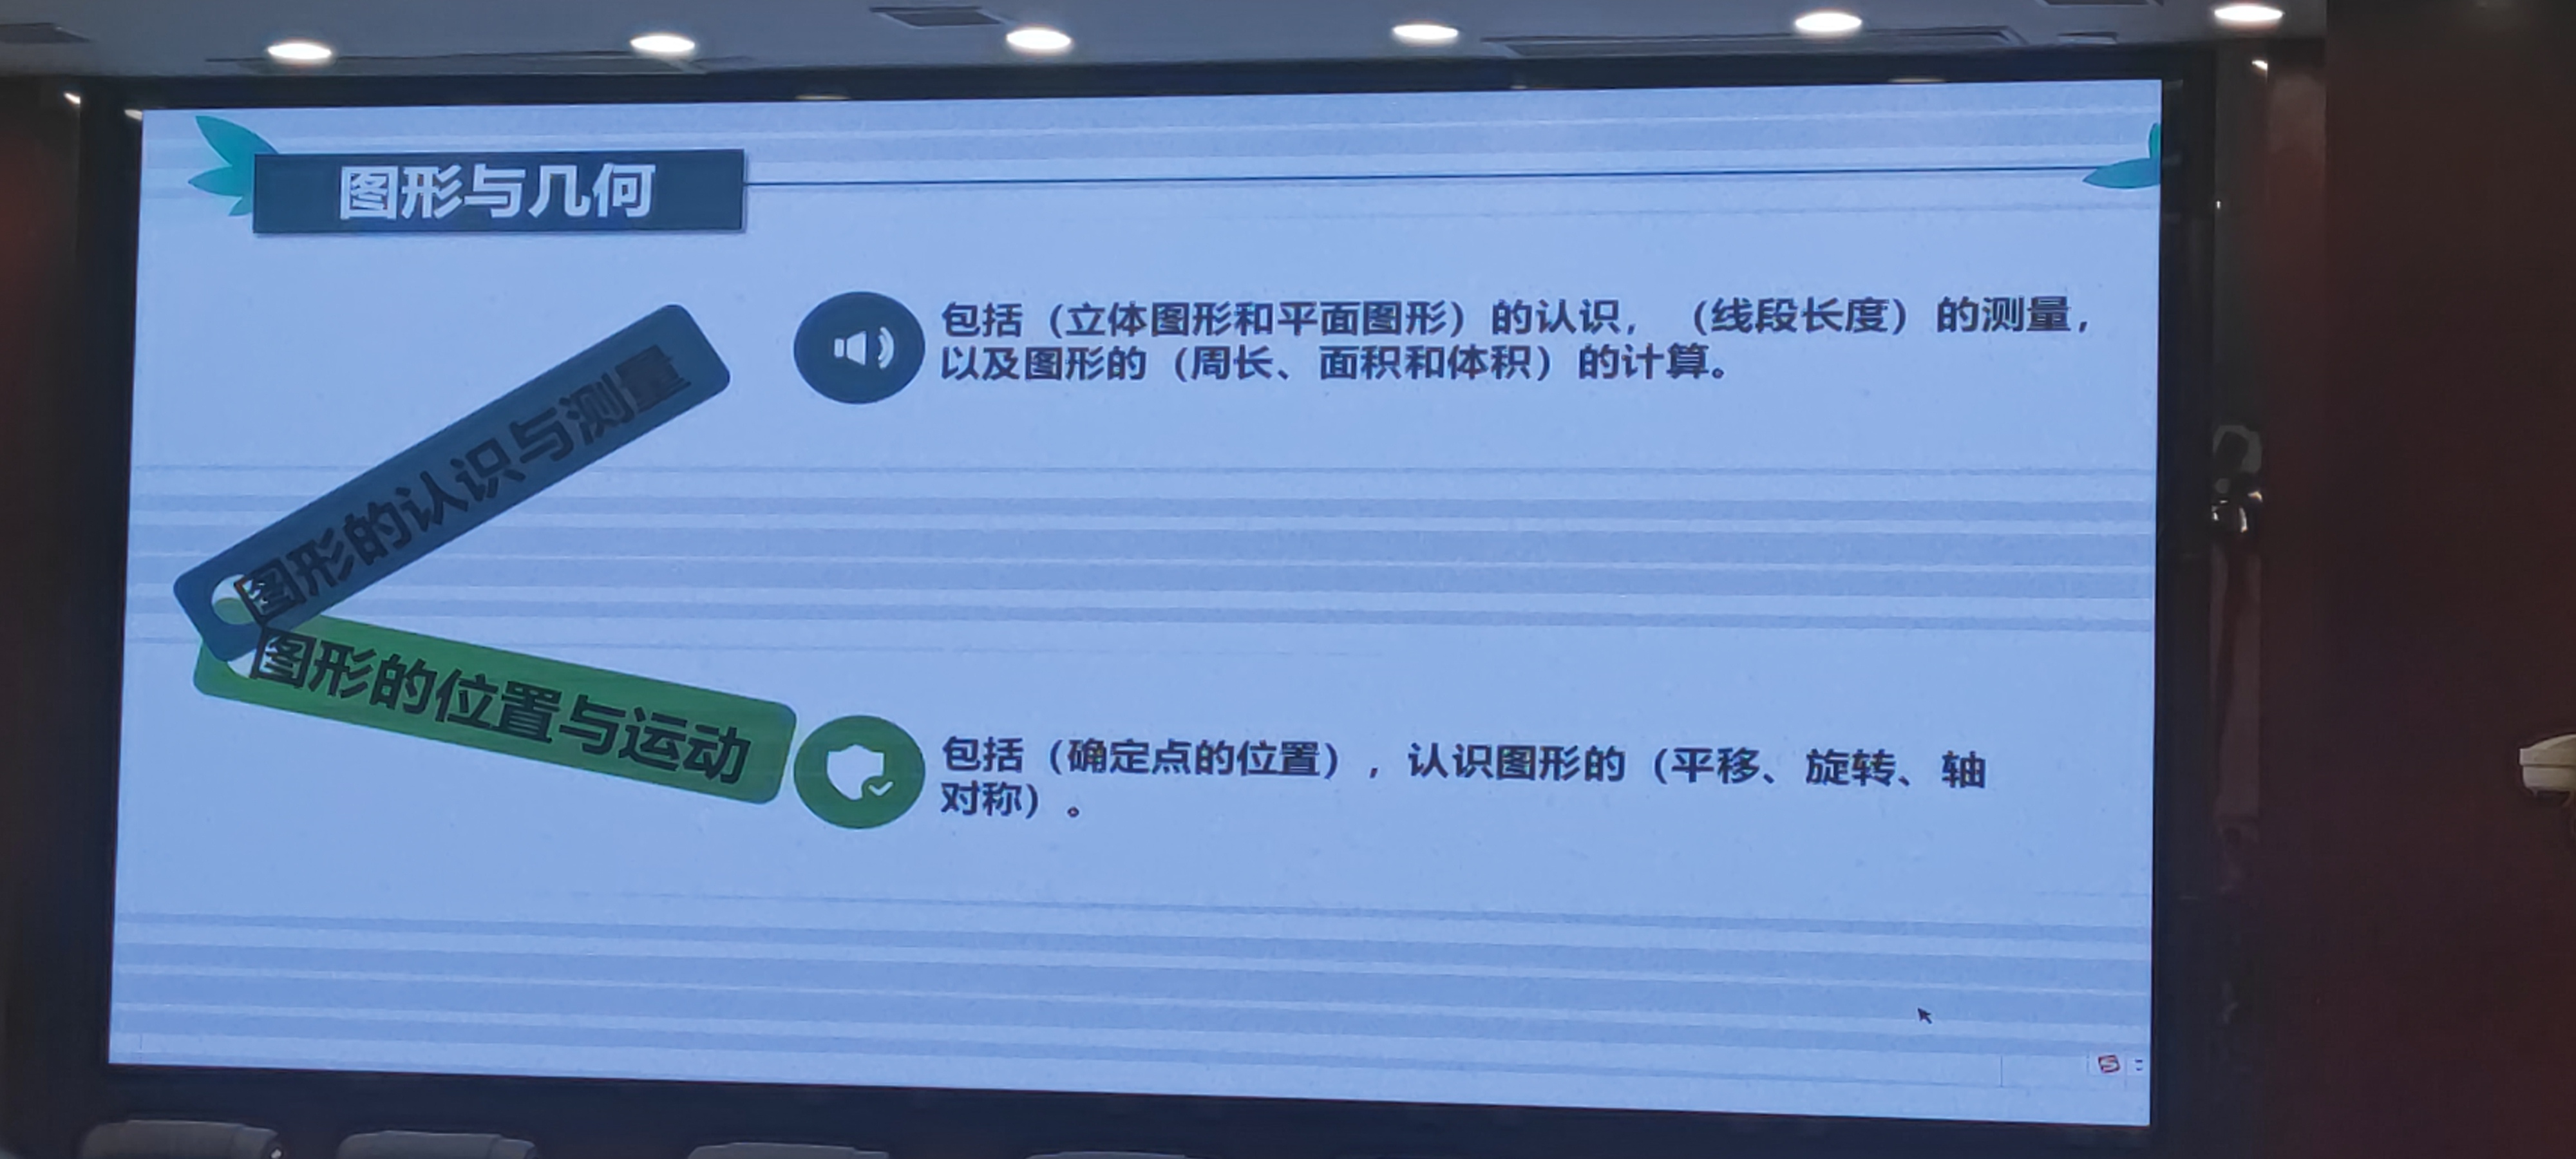 图形与几何
图形的认识与测量
包括（立体图形和平面图形）的认识，（线段长度）的测量，
以及图形的（周长、面积和体积）的计算。
图形的位置与运动
包括（确定点的位置），认识图形的（平移、旋转、轴
对称）。